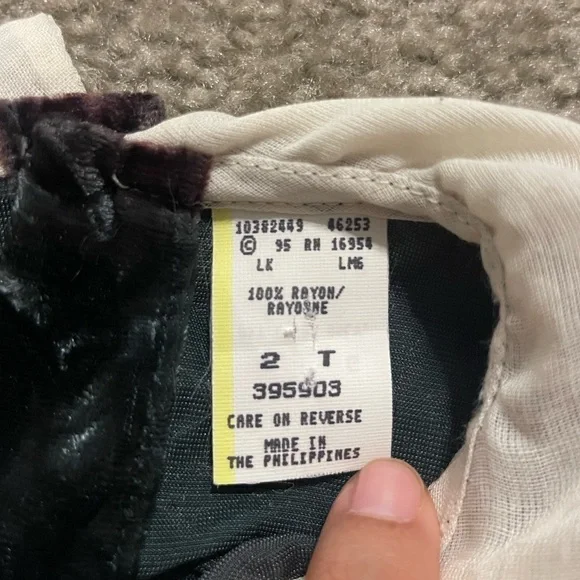 10382449 46253
© 95 RN 16954
LK LMG
100% RAYON/
RAYONNE
2 T
395903
CARE ON REVERSE
MADE IN
THE PHILIPPINES